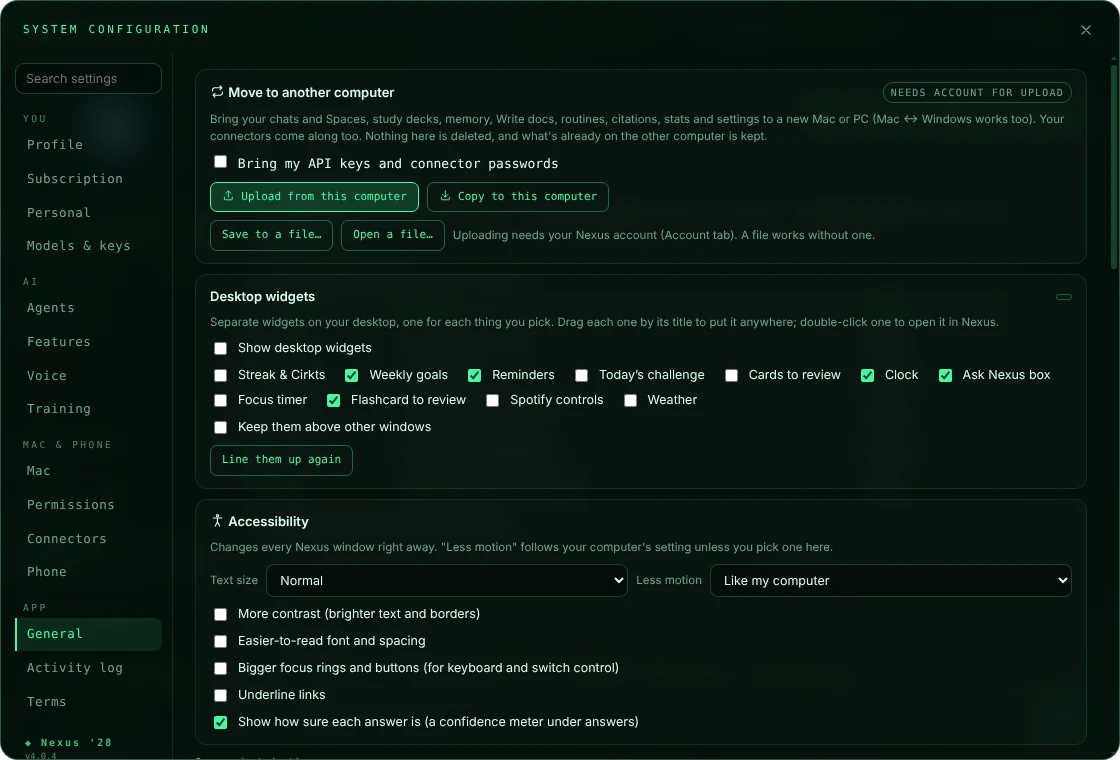 SYSTEM CONFIGURATION
Search settings
YOU
Profile
Subscription
Personal
Models & keys
AI
Agents
Features
Voice
Training
MAC & PHONE
Mac
Permissions
Connectors
Phone
APP
General
Activity log
Terms
◆ Nexus '28
v4.0.4
Move to another computer
NEEDS ACCOUNT FOR UPLOAD
Bring your chats and Spaces, study decks, memory, Write docs, routines, citations, stats and settings to a new Mac or PC (Mac ↔ Windows works too). Your
connectors come along too. Nothing here is deleted, and what's already on the other computer is kept.
Bring my API keys and connector passwords
Upload from this computer Copy to this computer
Save to a file… Open a file… Uploading needs your Nexus account (Account tab). A file works without one.
Desktop widgets
Separate widgets on your desktop, one for each thing you pick. Drag each one by its title to put it anywhere; double-click one to open it in Nexus.
Show desktop widgets
Streak & Cirkts Weekly goals Reminders Today's challenge Cards to review Clock Ask Nexus box
Focus timer Flashcard to review Spotify controls Weather
Keep them above other windows
Line them up again
Accessibility
Changes every Nexus window right away. "Less motion" follows your computer's setting unless you pick one here.
Text size Normal Less motion Like my computer
More contrast (brighter text and borders)
Easier-to-read font and spacing
Bigger focus rings and buttons (for keyboard and switch control)
Underline links
Show how sure each answer is (a confidence meter under answers)